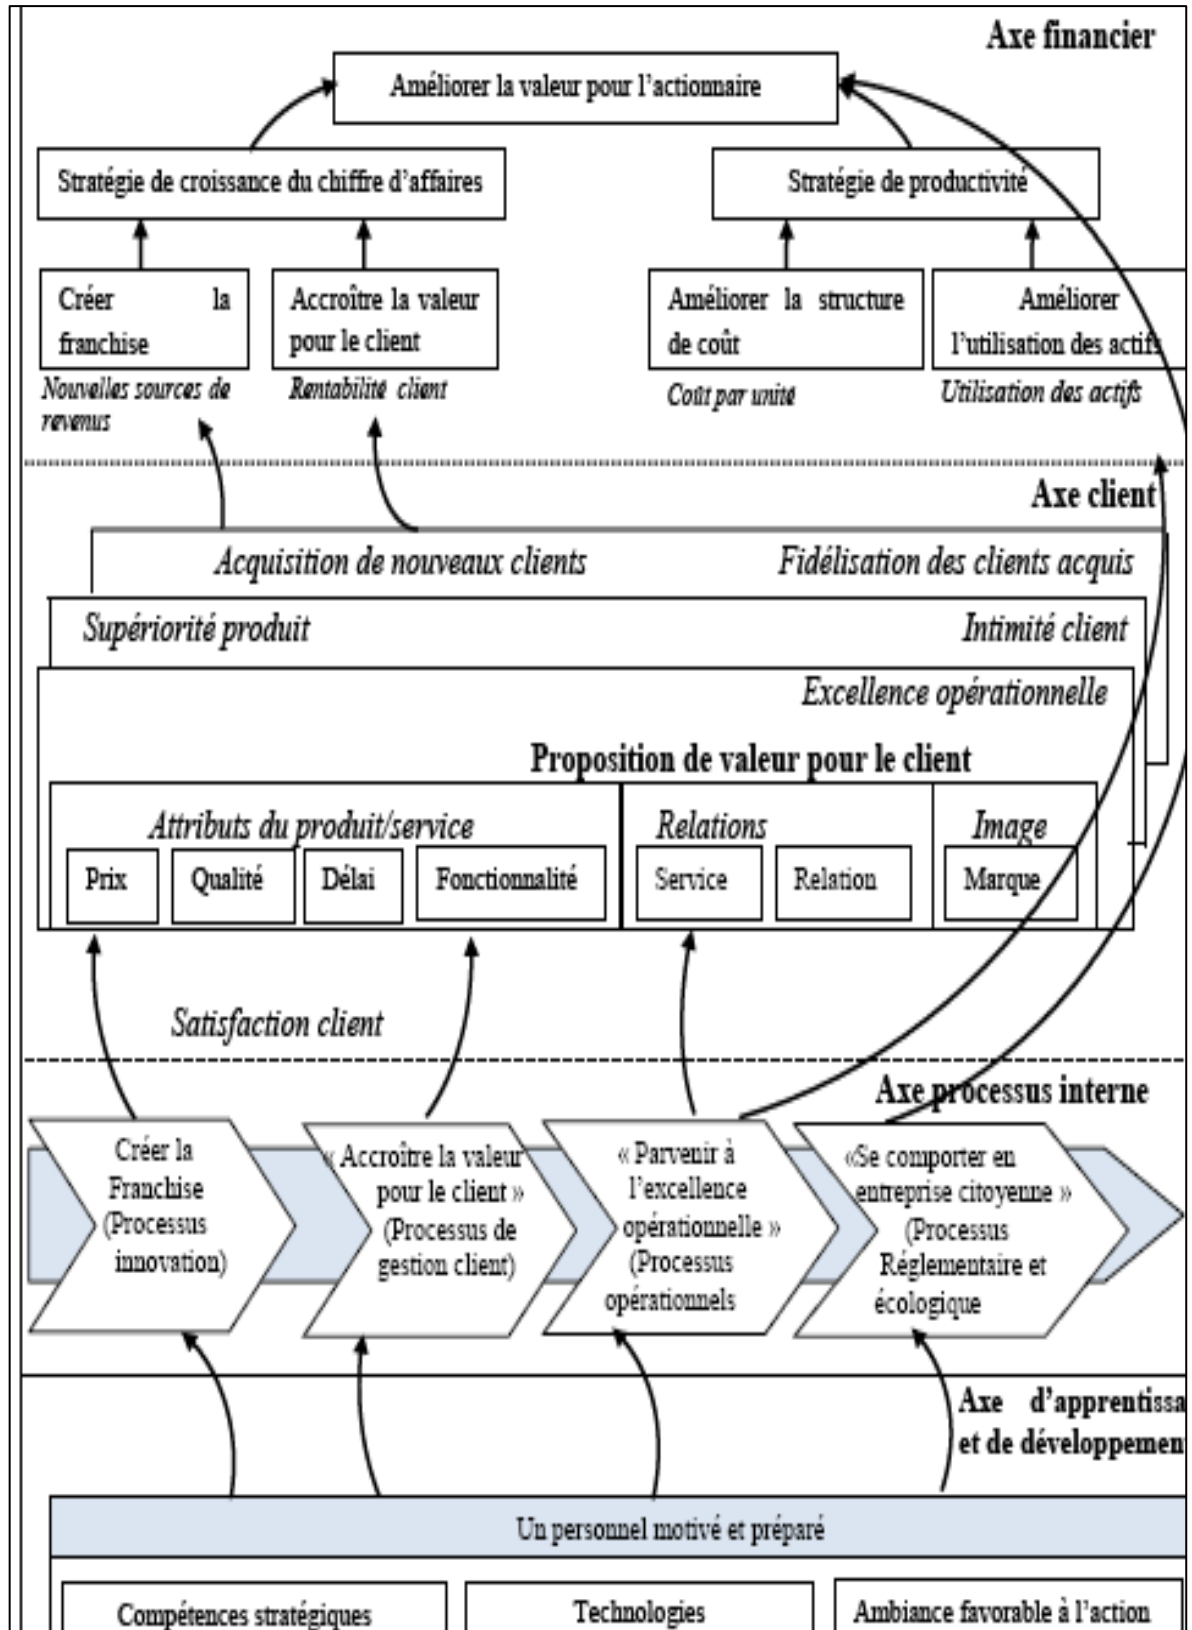 Axe financier
Améliorer la valeur pour l'actionnaire
Stratégie de croissance du chiffre d'affaires
Stratégie de productivité
Créer la
franchise
Accroître la valeur
pour le client
Améliorer la structure
de coût
Améliorer
l'utilisation des actifs
Nouvelles sources de
revenus
Rentabilité client
Coût par unité
Utilisation des actifs
Axe client
Acquisition de nouveaux clients
Fidélisation des clients acquis
Supériorité produit
Intimité client
Excellence opérationnelle
Proposition de valeur pour le client
Attributs du produit/service
Relations
Image
Prix
Qualité
Délai
Fonctionnalité
Service
Relation
Marque
Satisfaction client
Axe processus interne
Créer la
Franchise
(Processus
innovation)
« Accroître la valeur
pour le client »
(Processus de
gestion client)
« Parvenir à
l'excellence
opérationnelle »
(Processus
opérationnels
«Se comporter en
entreprise citoyenne »
(Processus
Réglementaire et
écologique
Axe d'apprentissa
et de développemen
Un personnel motivé et préparé
Compétences stratégiques
Technologies
Ambiance favorable à l'action